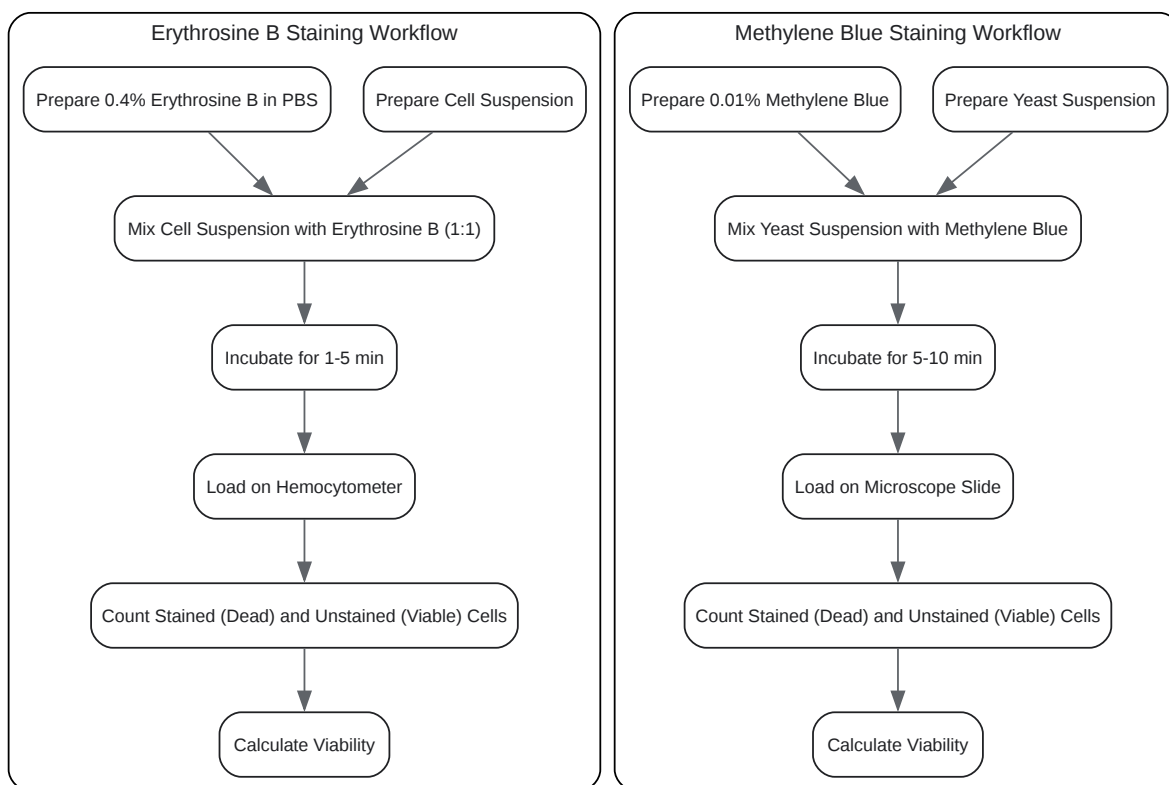 Erythrosine B Staining Workflow
Prepare 0.4% Erythrosine B in PBS
Prepare Cell Suspension
Mix Cell Suspension with Erythrosine B (1:1)
Incubate for 1-5 min
Load on Hemocytometer
Count Stained (Dead) and Unstained (Viable) Cells
Calculate Viability
Methylene Blue Staining Workflow
Prepare 0.01% Methylene Blue
Prepare Yeast Suspension
Mix Yeast Suspension with Methylene Blue
Incubate for 5-10 min
Load on Microscope Slide
Count Stained (Dead) and Unstained (Viable) Cells
Calculate Viability